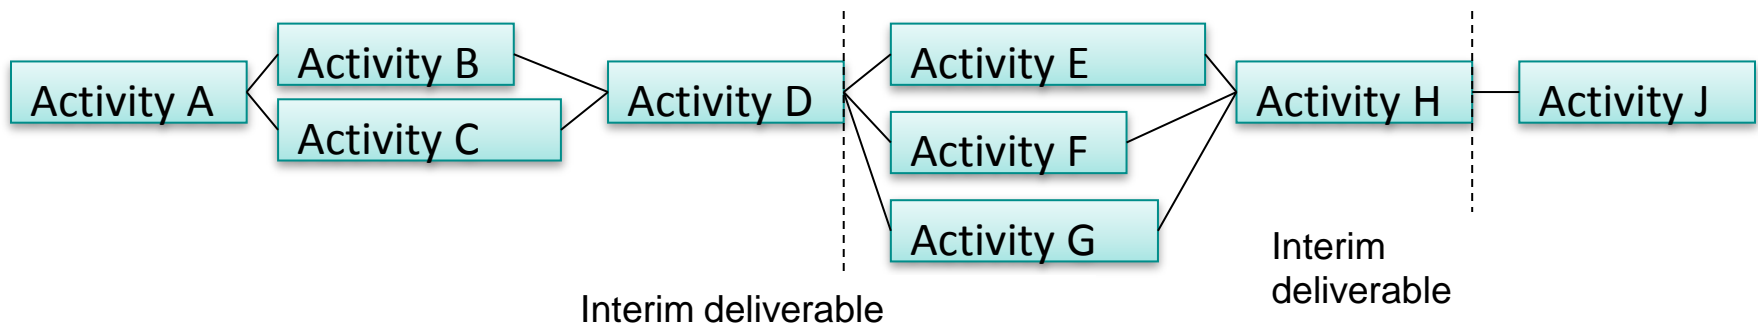 Activity A
Activity B
Activity C
Activity D
Activity E
Activity F
Activity G
Activity H
Activity J
Interim deliverable
Interim
deliverable